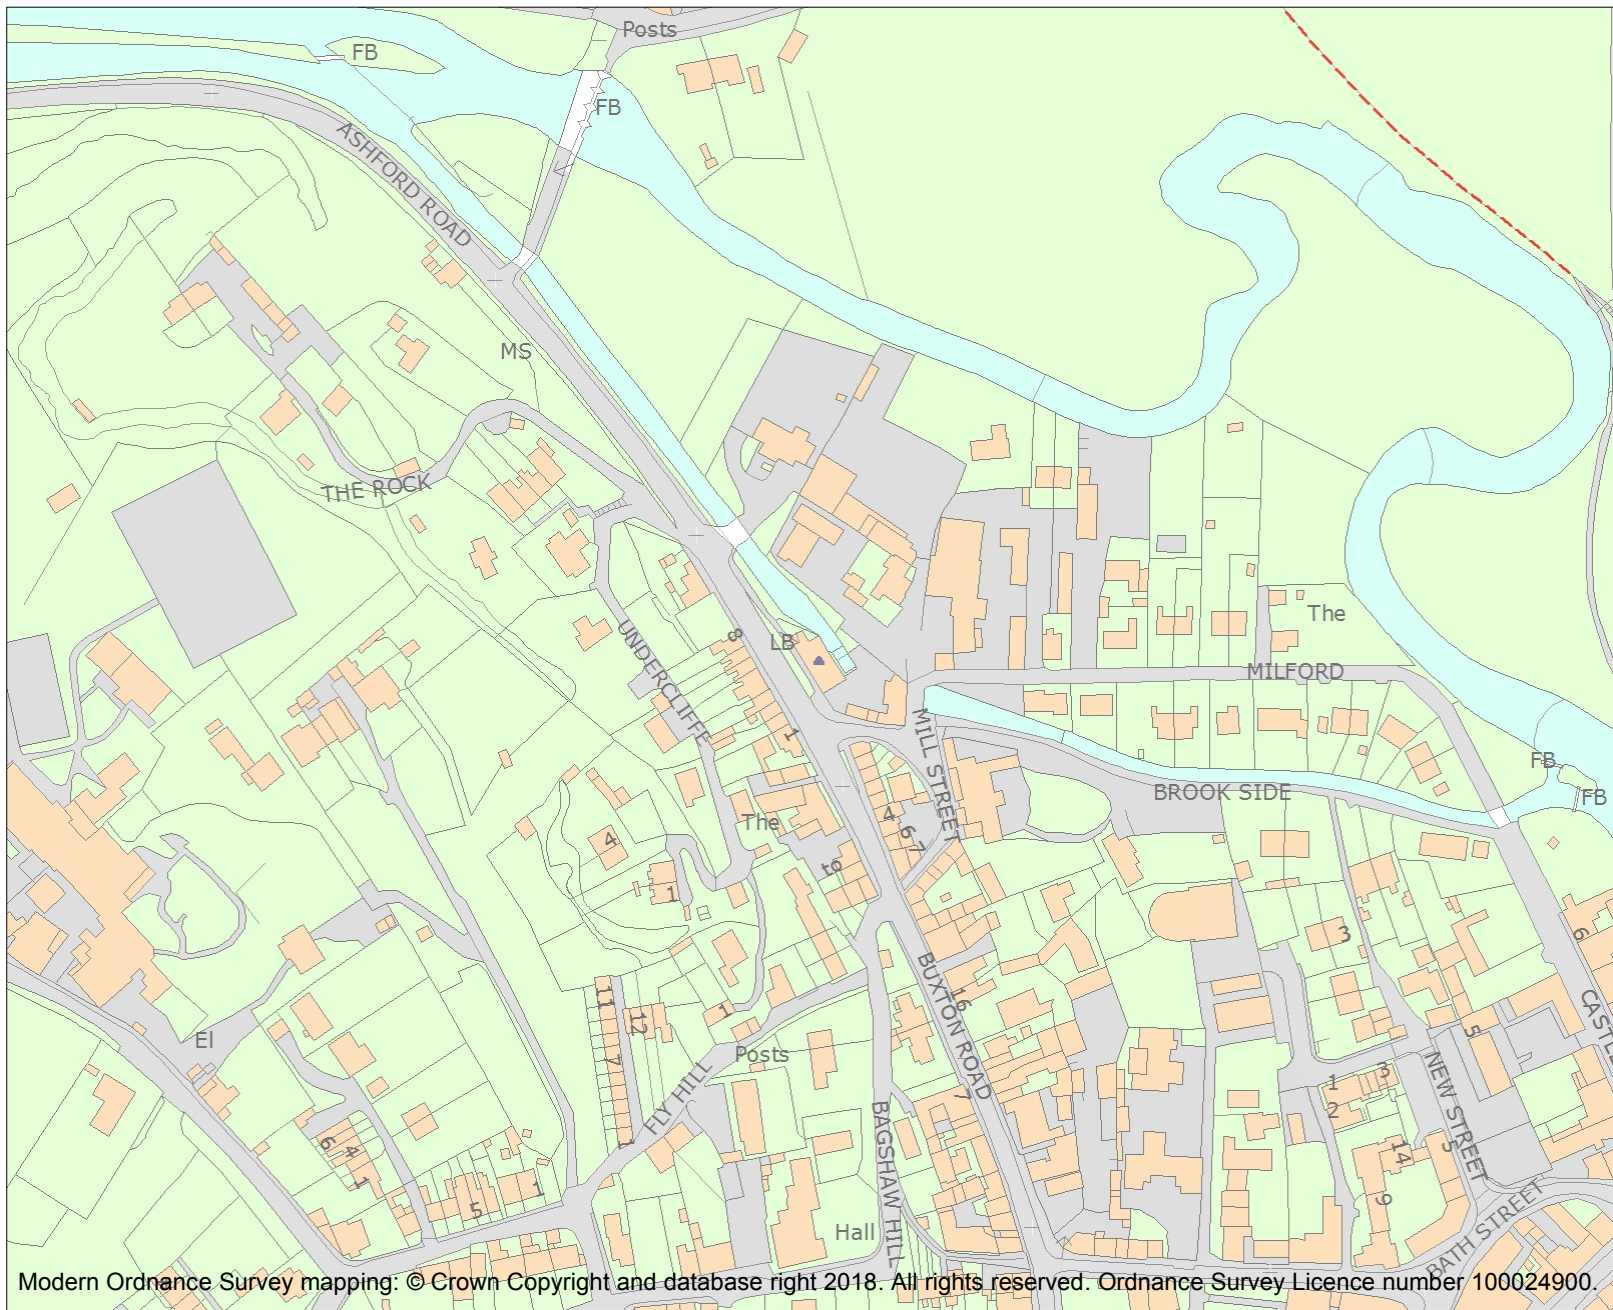 Posts
FB
FB
ASHFORD ROAD
MS
THE ROCK
UNDERCLIFFE
8
LB
The
MILFORD
1
MILL STREET
FB
FB
BROOK SIDE
The
4
6
7
4
to
1
3
6
BUXTON ROAD
16
11
12
1
CASTLE
El
5
Posts
7
FLY HILL
3
1
2
NEW STREET
7
BAGSHAW HILL
1
6
4
1
14
5
9
5
1
Hall
BATH STREET
Modern Ordnance Survey mapping: © Crown Copyright and database right 2018. All rights reserved. Ordnance Survey Licence number 100024900.